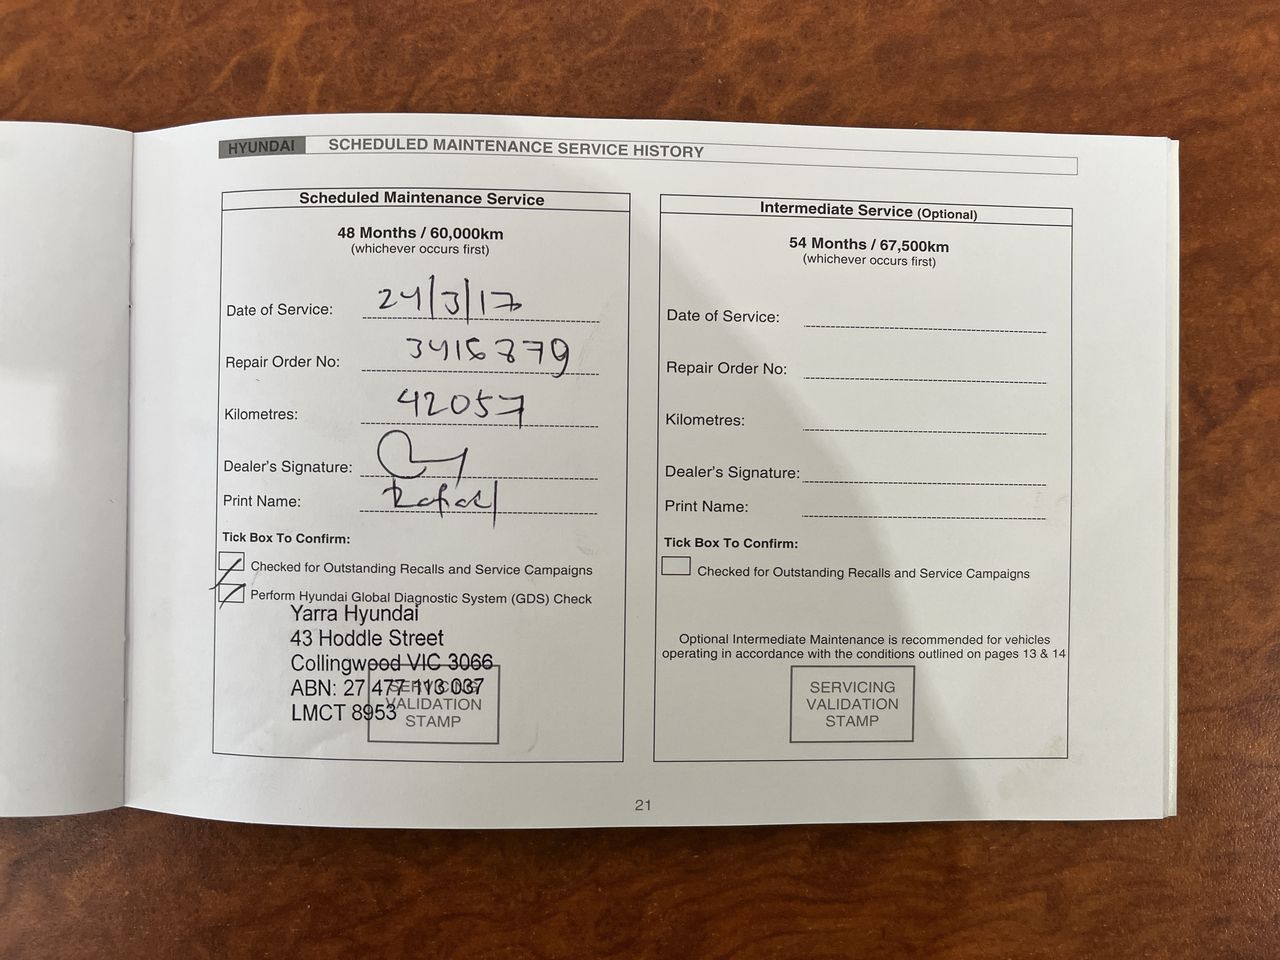 HYUNDAI SCHEDULED MAINTENANCE SERVICE HISTORY
Scheduled Maintenance Service
48 Months / 60,000km
(whichever occurs first)
Date of Service: 24/3/17
Repair Order No:
Kilometres: 42057
Dealer's Signature:
Print Name: Rafael
Tick Box To Confirm:
Checked for Outstanding Recalls and Service Campaigns
Perform Hyundai Global Diagnostic System (GDS) Check
Yarra Hyundai
43 Hoddle Street
Collingwood VIC 3066
ABN: 27 477 113 037
LMCT 8953
SERVICING
VALIDATION
STAMP
Intermediate Service (Optional)
54 Months / 67,500km
(whichever occurs first)
Date of Service:
Repair Order No:
Kilometres:
Dealer's Signature:
Print Name:
Tick Box To Confirm:
Checked for Outstanding Recalls and Service Campaigns
Optional Intermediate Maintenance is recommended for vehicles
operating in accordance with the conditions outlined on pages 13 & 14
SERVICING
VALIDATION
STAMP
21